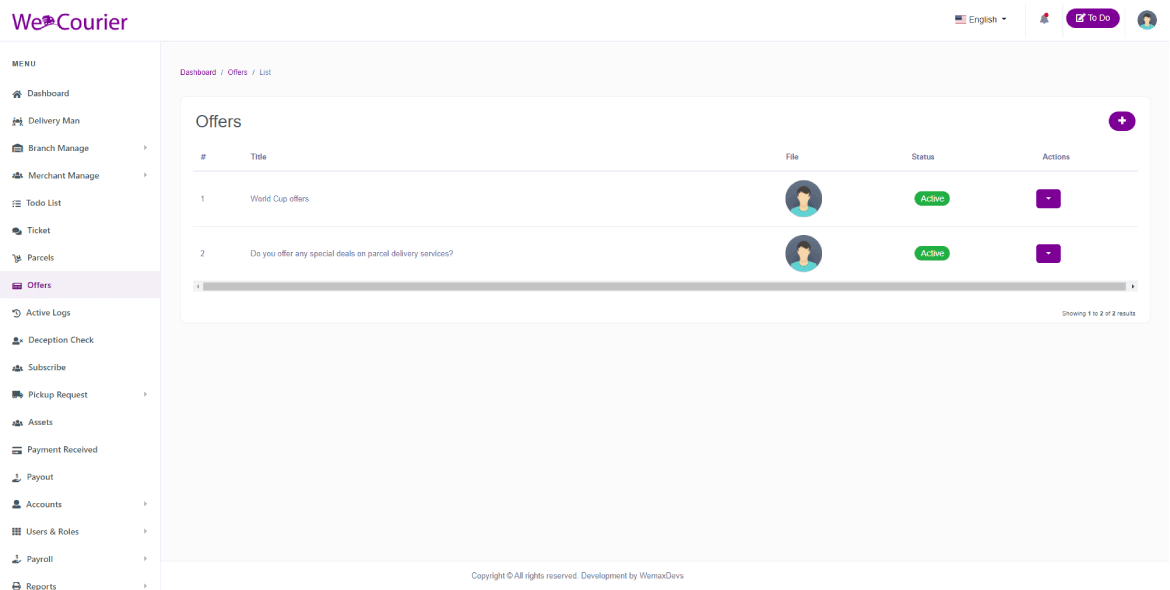 We Courier
English
To Do
MENU
Dashboard
Delivery Man
Branch Manage
Merchant Manage
Todo List
Ticket
Parcels
Offers
Active Logs
Deception Check
Subscribe
Pickup Request
Assets
Payment Received
Payout
Accounts
Users & Roles
Payroll
Reports
Dashboard / Offers / List
Offers
# Title File Status Actions
1 World Cup offers Active
2 Do you offer any special deals on parcel delivery services? Active
Showing 1 to 2 of 2 results
Copyright © All rights reserved. Development by WemaxDevs